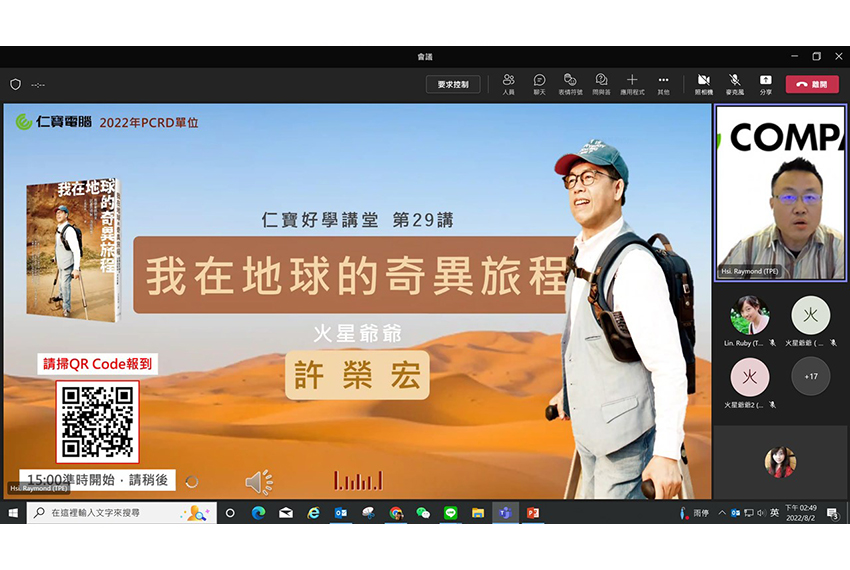 會議
--:--
要求控制
人員
聊天
表情符號
問與答
應用程式
其他
照相機
麥克風
分享
離開
仁寶電腦 2022年PCRD單位
我在地球的奇異旅程
仁寶好學講堂 第29講
我在地球的奇異旅程
火星爺爺
許榮宏
請掃QR Code報到
15:00準時開始，請稍後
Hsi. Raymond (TPE)
COMPA
Hsi. Raymond (TPE)
Lin. Ruby (T...
火
火星爺爺 ( ...
火
火星爺爺2 (...
+17
在這裡輸入文字來搜尋
雨停
英
下午 02:49
2022/8/2
3